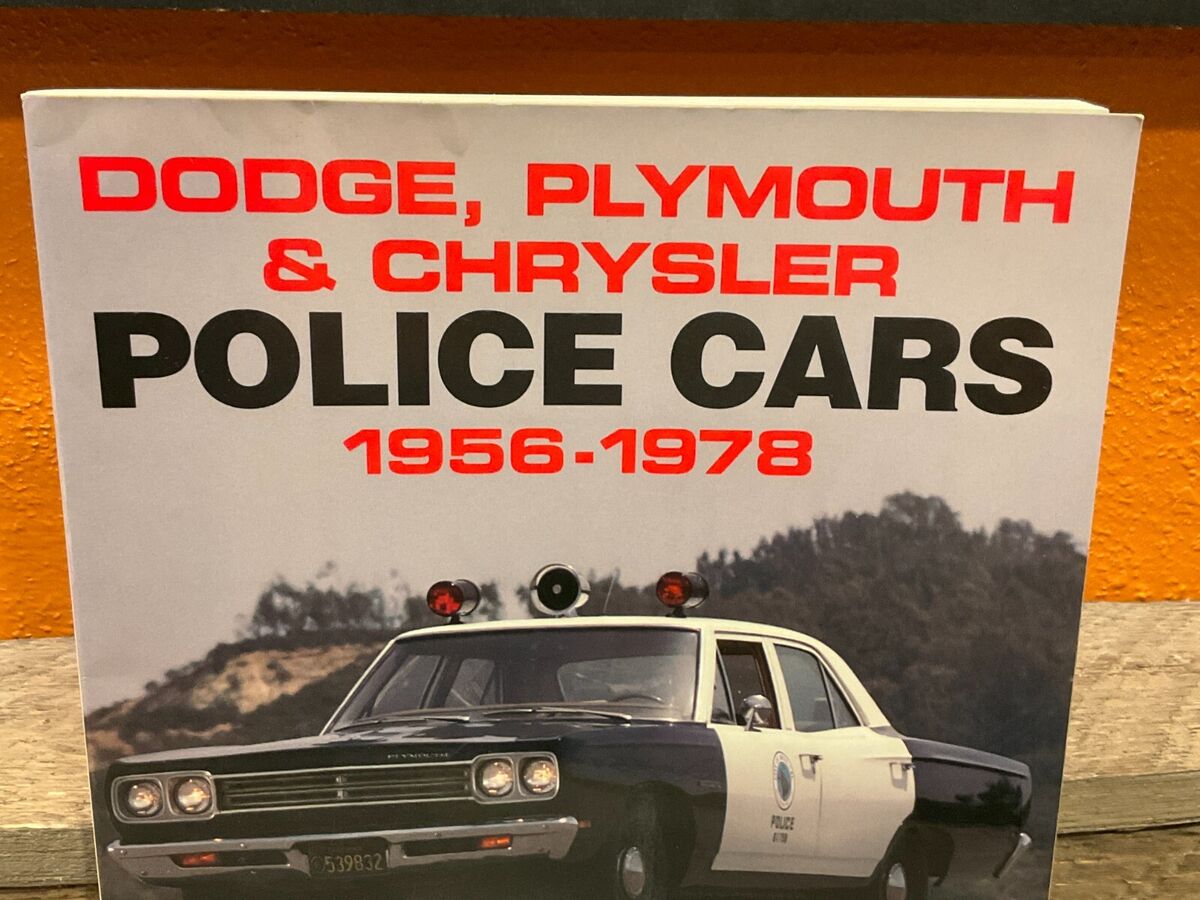 DODGE, PLYMOUTH
& CHRYSLER
POLICE CARS
1956-1978
PLYMOUTH
POLICE
539832